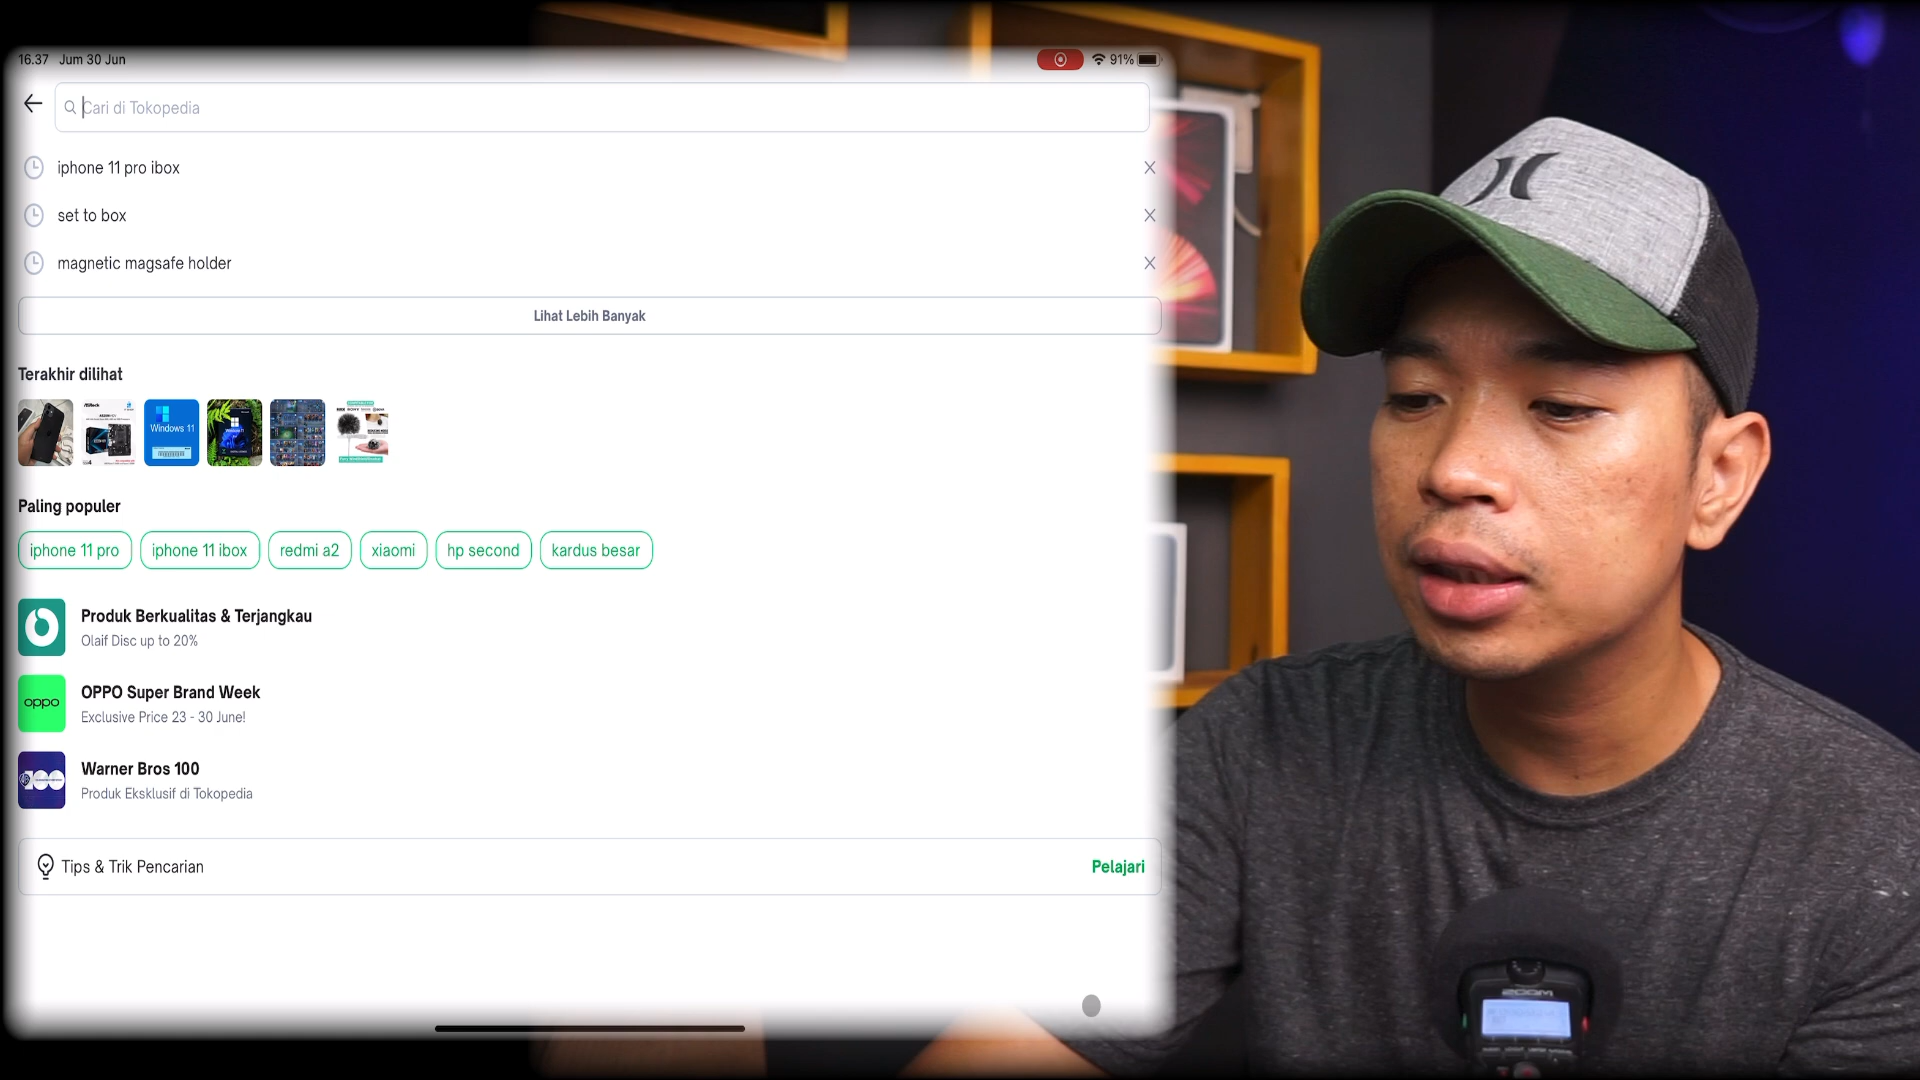 16.37 Jum 30 Jun
91%
Cari di Tokopedia
iphone 11 pro ibox
set to box
magnetic magsafe holder
Lihat Lebih Banyak
Terakhir dilihat
Windows 11
Paling populer
iphone 11 pro
iphone 11 ibox
redmi a2
xiaomi
hp second
kardus besar
Produk Berkualitas & Terjangkau
Olaif Disc up to 20%
oppo
OPPO Super Brand Week
Exclusive Price 23 - 30 June!
100
Warner Bros 100
Produk Eksklusif di Tokopedia
Tips & Trik Pencarian
Pelajari
ZOOM